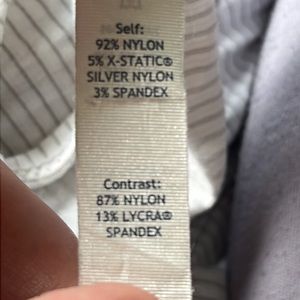 Self:
92% NYLON
5% X-STATIC®
SILVER NYLON
3% SPANDEX
Contrast:
87% NYLON
13% LYCRA®
SPANDEX